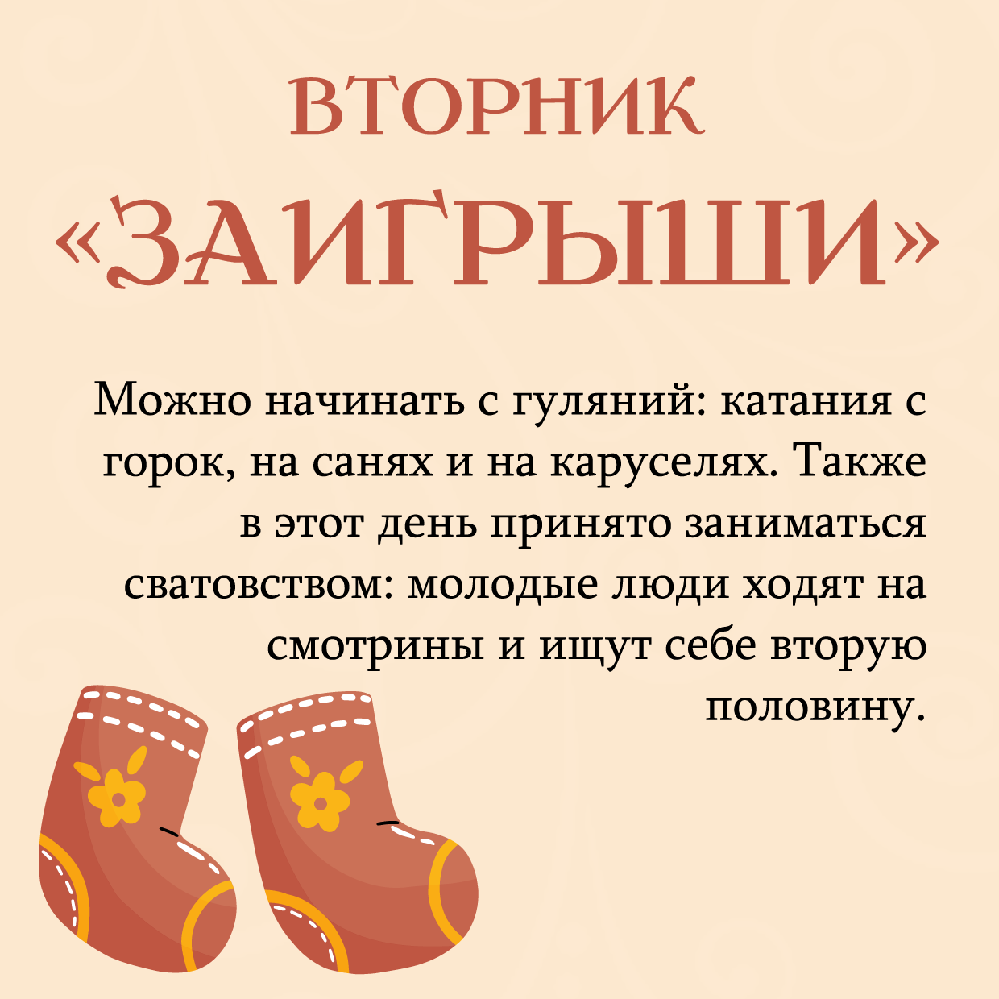 ВТОРНИК
«ЗАИГРЫШИ»
Можно начинать с гуляний: катания с
горок, на санях и на каруселях. Также
в этот день принято заниматься
сватовством: молодые люди ходят на
смотрины и ищут себе вторую
половину.